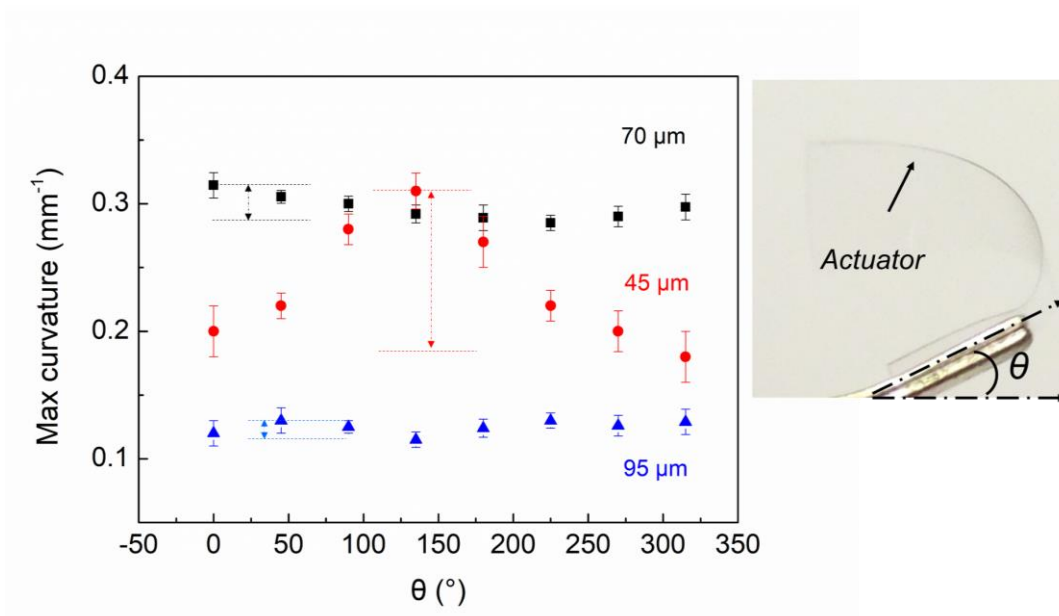 0.4
0.3
0.2
0.1
-50 0 50 100 150 200 250 300 350
Max curvature (mm⁻¹)
θ (°)
70 μm
45 μm
95 μm
Actuator
θ